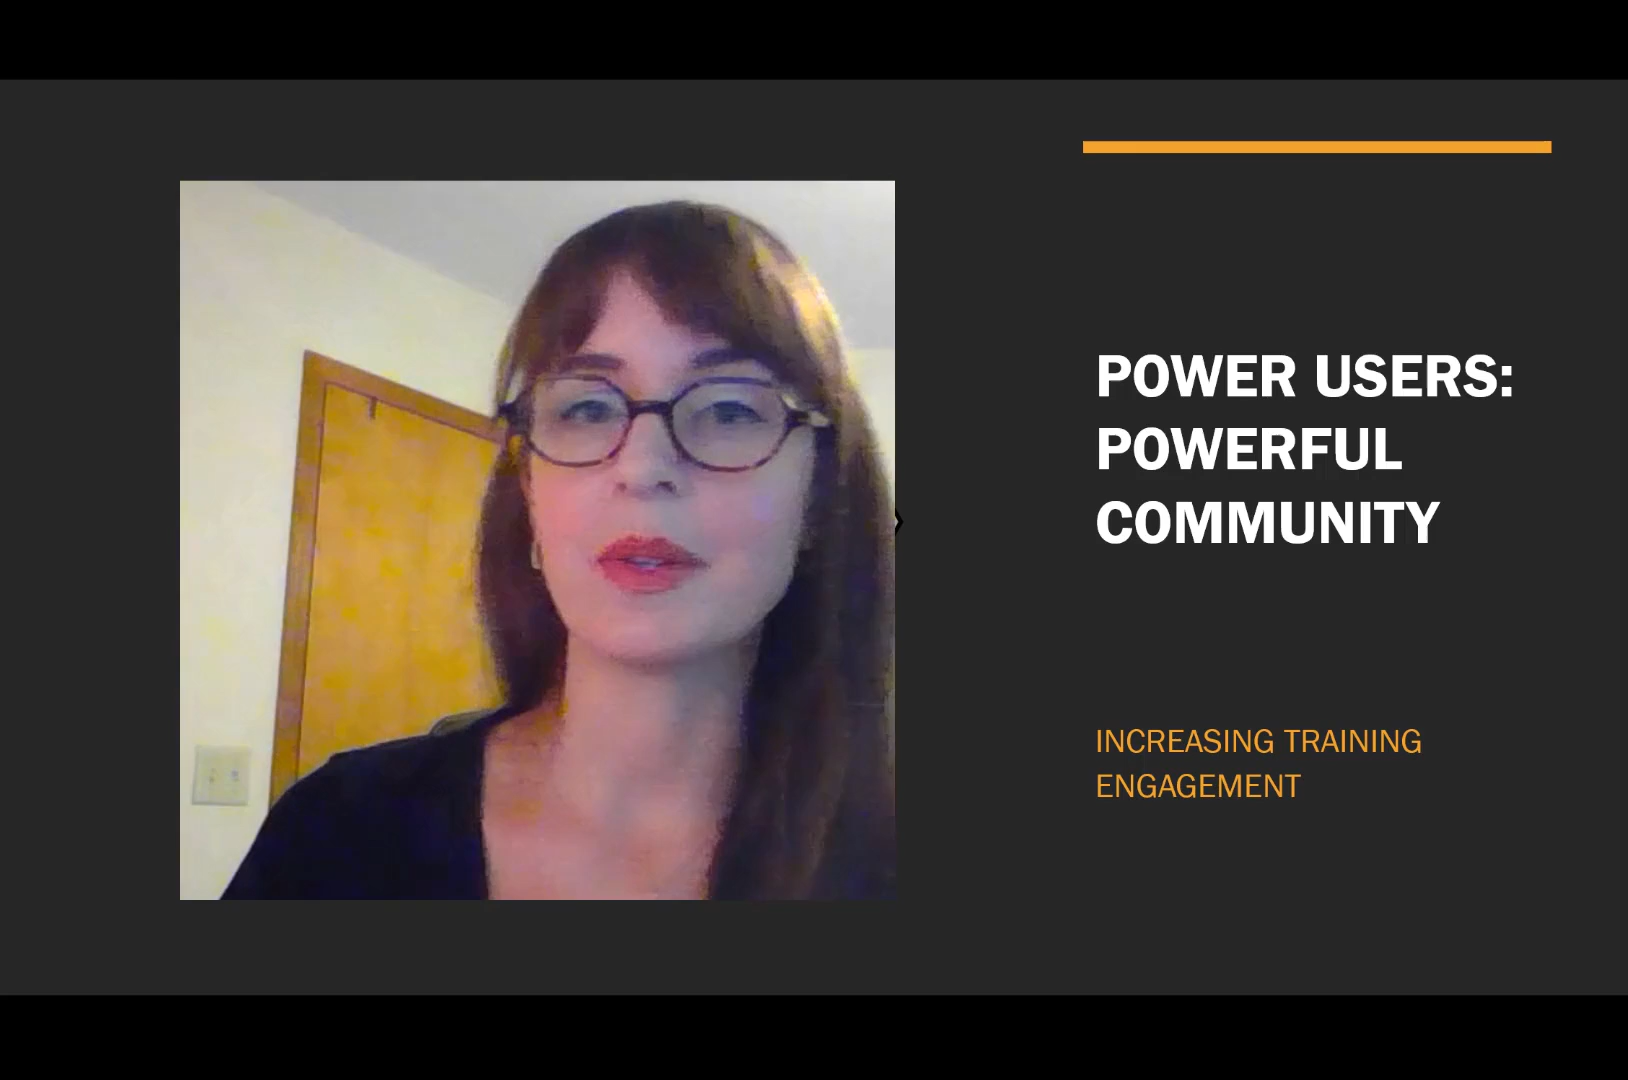 POWER USERS:
POWERFUL
COMMUNITY
INCREASING TRAINING
ENGAGEMENT